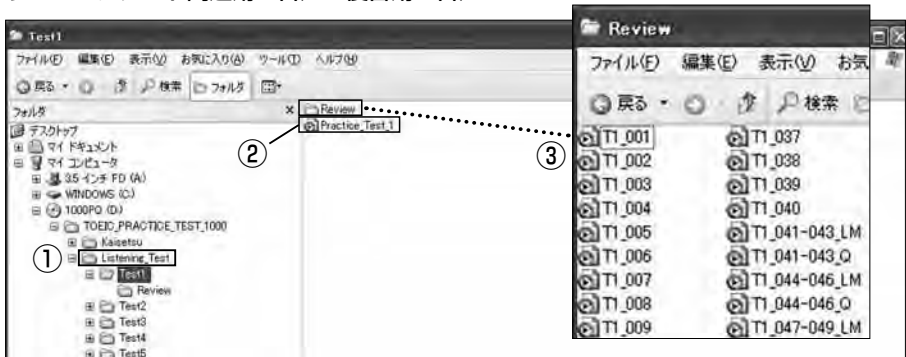 Test1
ファイル(F) 編集(E) 表示(V) お気に入り(A) ツール(T) ヘルプ(H)
戻る 検索 フォルダ
フォルダ ×
デスクトップ
マイ ドキュメント
マイ コンピュータ
3.5 インチ FD (A)
WINDOWS (C)
1000PQ (D)
TOEIC_PRACTICE_TEST_1000
Kaisetsu
① Listening_Test
Test1
Review
Test2
Test3
Test4
Test5
Review
② Practice_Test_1
③
Review
ファイル(F) 編集(E) 表示(V) お気
戻る 検索
T1_001
T1_002
T1_003
T1_004
T1_005
T1_006
T1_007
T1_008
T1_009
T1_037
T1_038
T1_039
T1_040
T1_041-043_LM
T1_041-043_Q
T1_044-046_LM
T1_044-046_Q
T1_047-049_LM